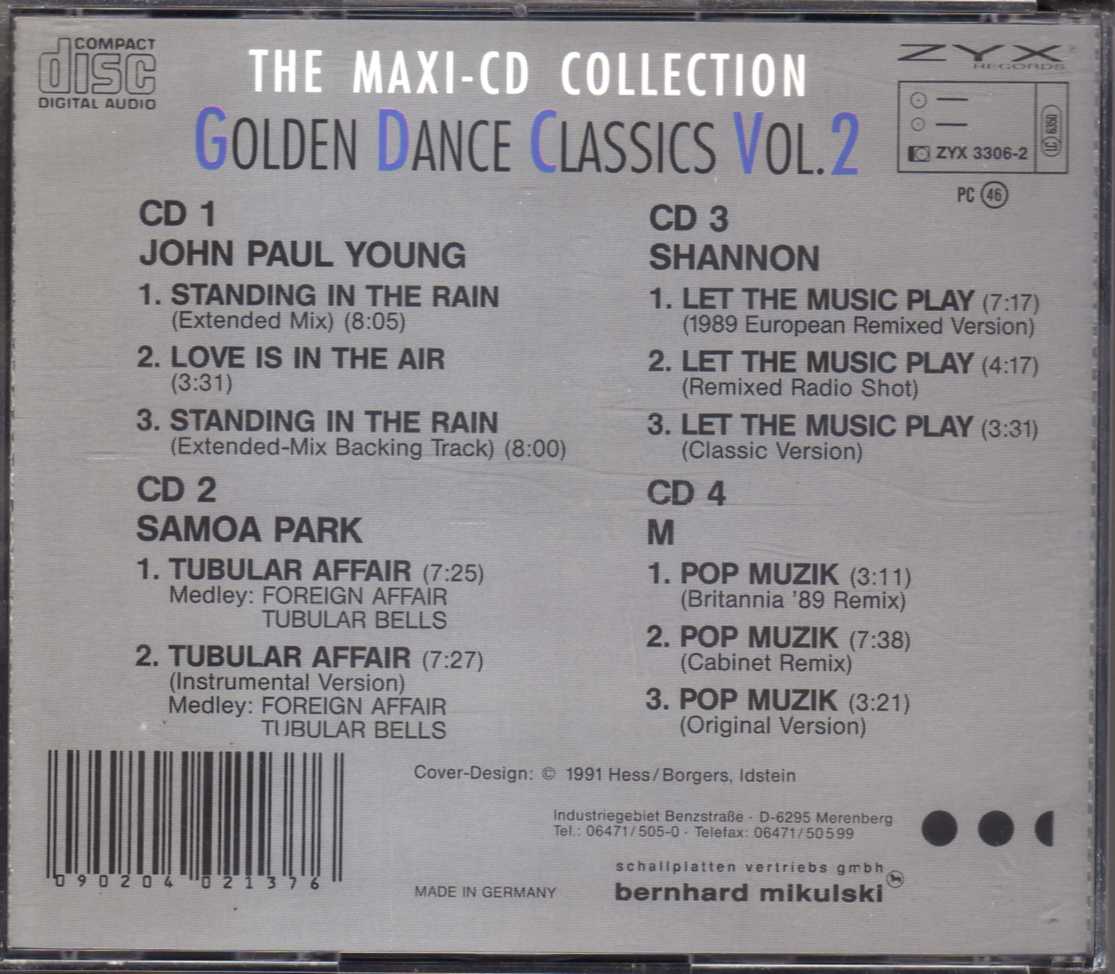 COMPACT
disc
DIGITAL AUDIO
THE MAXI-CD COLLECTION
GOLDEN DANCE CLASSICS VOL.2
ZYX
RECORDS
ZYX 3306-2
LC 6350
PC 46
CD 1
JOHN PAUL YOUNG
1. STANDING IN THE RAIN
(Extended Mix) (8:05)
2. LOVE IS IN THE AIR
(3:31)
3. STANDING IN THE RAIN
(Extended-Mix Backing Track) (8:00)
CD 2
SAMOA PARK
1. TUBULAR AFFAIR (7:25)
Medley: FOREIGN AFFAIR
TUBULAR BELLS
2. TUBULAR AFFAIR (7:27)
(Instrumental Version)
Medley: FOREIGN AFFAIR
TUBULAR BELLS
CD 3
SHANNON
1. LET THE MUSIC PLAY (7:17)
(1989 European Remixed Version)
2. LET THE MUSIC PLAY (4:17)
(Remixed Radio Shot)
3. LET THE MUSIC PLAY (3:31)
(Classic Version)
CD 4
M
1. POP MUZIK (3:11)
(Britannia '89 Remix)
2. POP MUZIK (7:38)
(Cabinet Remix)
3. POP MUZIK (3:21)
(Original Version)
090204 021376
Cover-Design: © 1991 Hess/Borgers, Idstein
Industriegebiet Benzstraße · D-6295 Merenberg
Tel.: 06471/505-0 · Telefax: 06471/50599
schallplatten vertriebs gmbh
bernhard mikulski
MADE IN GERMANY